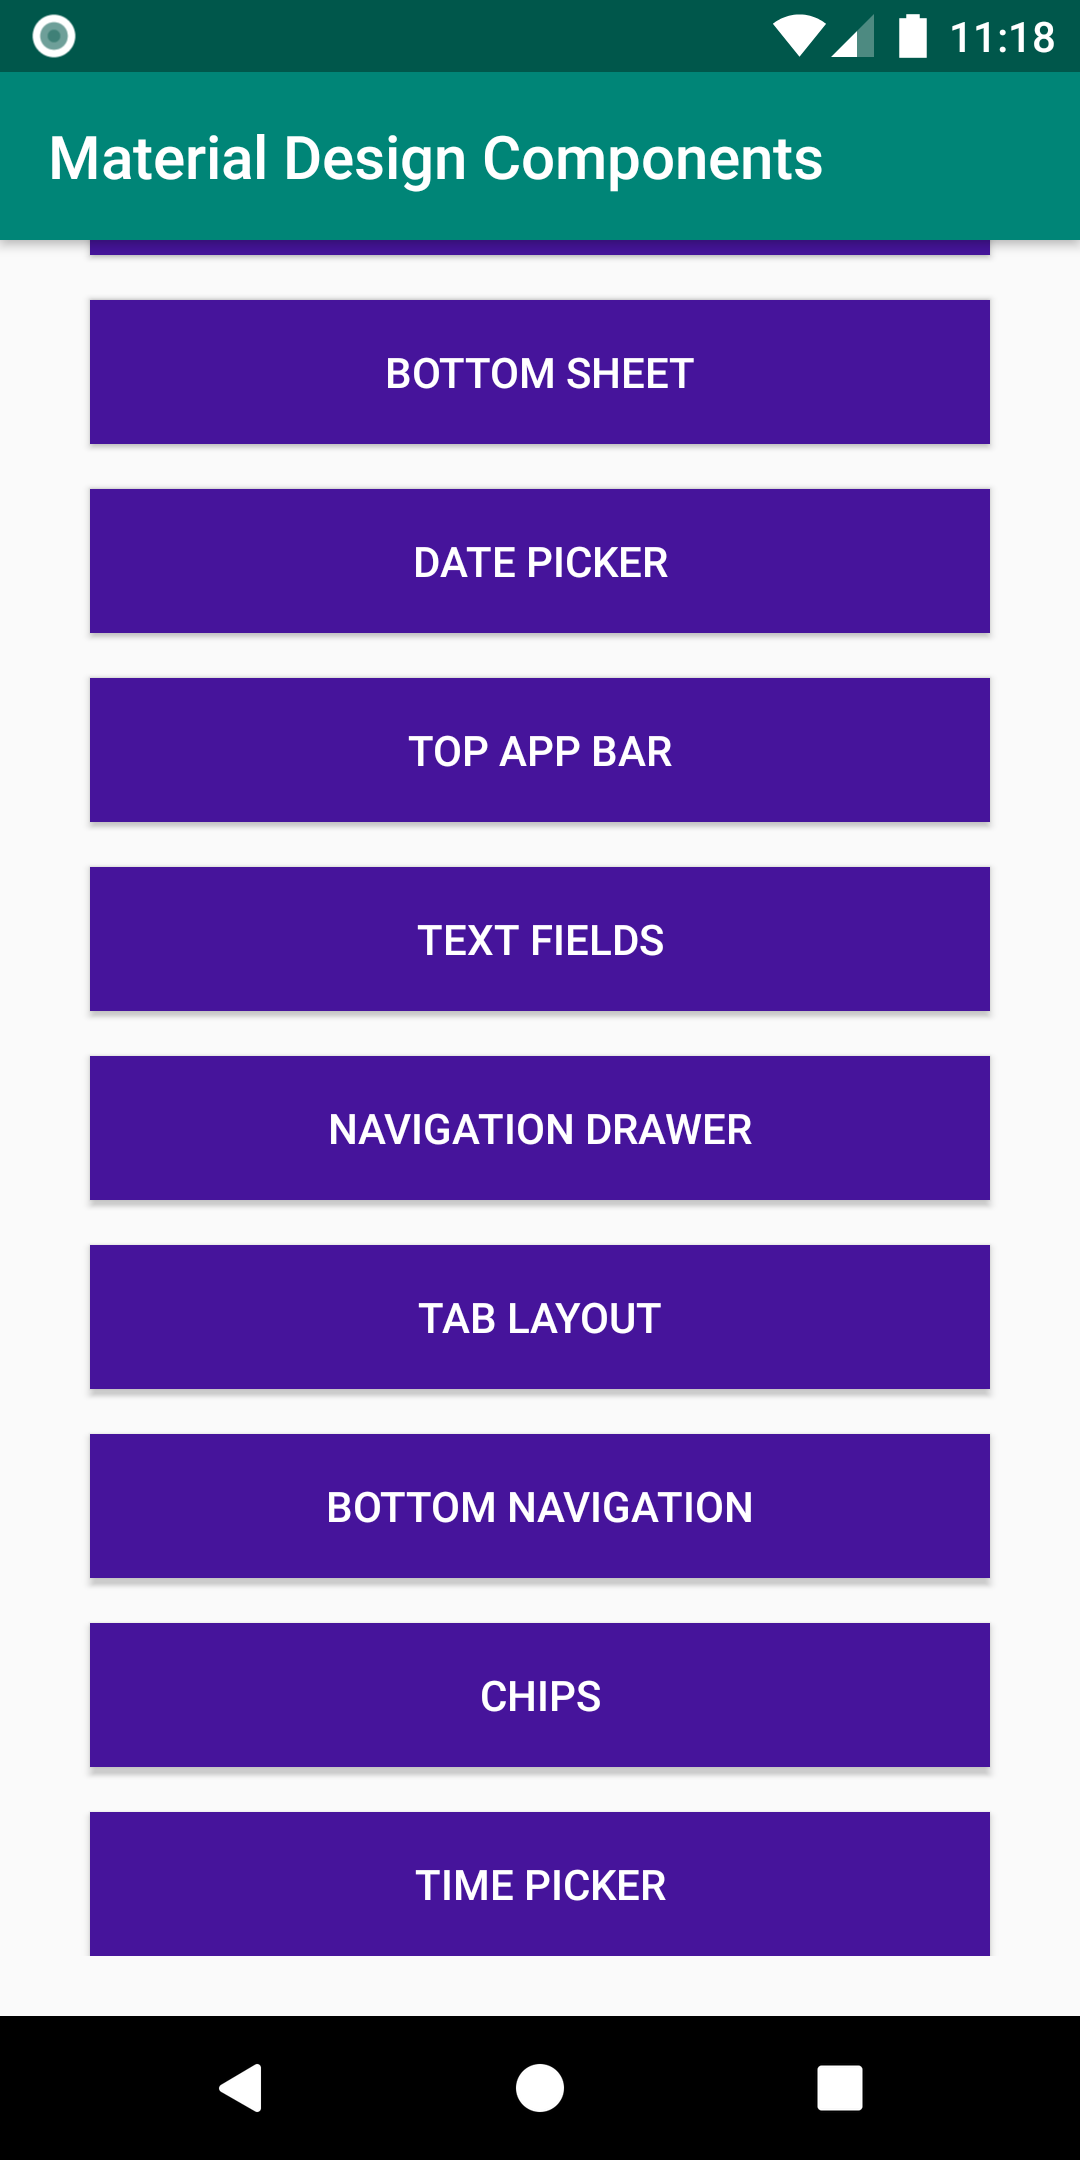 11:18
Material Design Components
BOTTOM SHEET
DATE PICKER
TOP APP BAR
TEXT FIELDS
NAVIGATION DRAWER
TAB LAYOUT
BOTTOM NAVIGATION
CHIPS
TIME PICKER